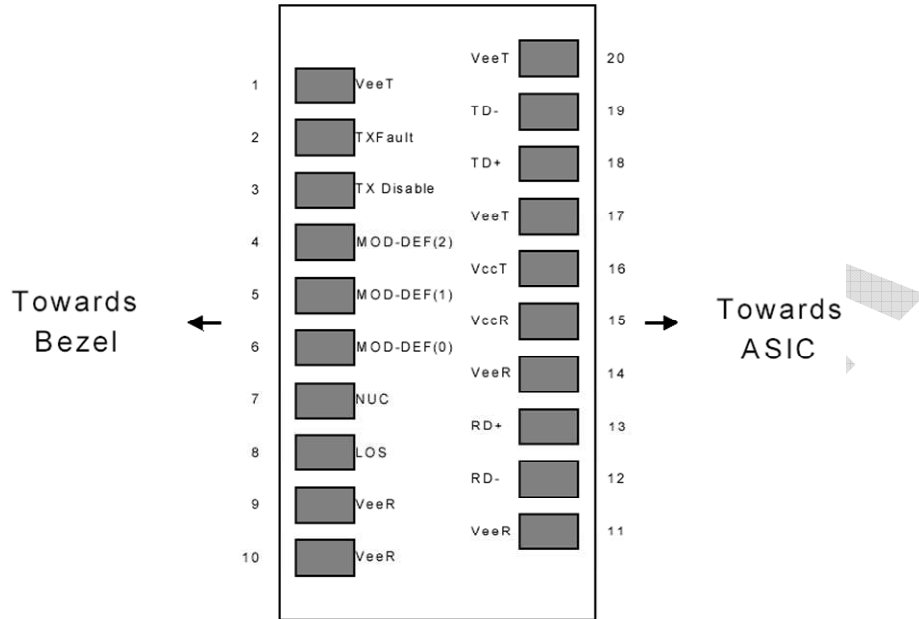 VeeT 20
1 VeeT
TD- 19
2 TXFault
TD+ 18
3 TX Disable
VeeT 17
4 MOD-DEF(2)
VccT 16
5 MOD-DEF(1)
Towards
Bezel
VccR 15
Towards
ASIC
6 MOD-DEF(0)
VeeR 14
7 NUC
RD+ 13
8 LOS
RD- 12
9 VeeR
VeeR 11
10 VeeR